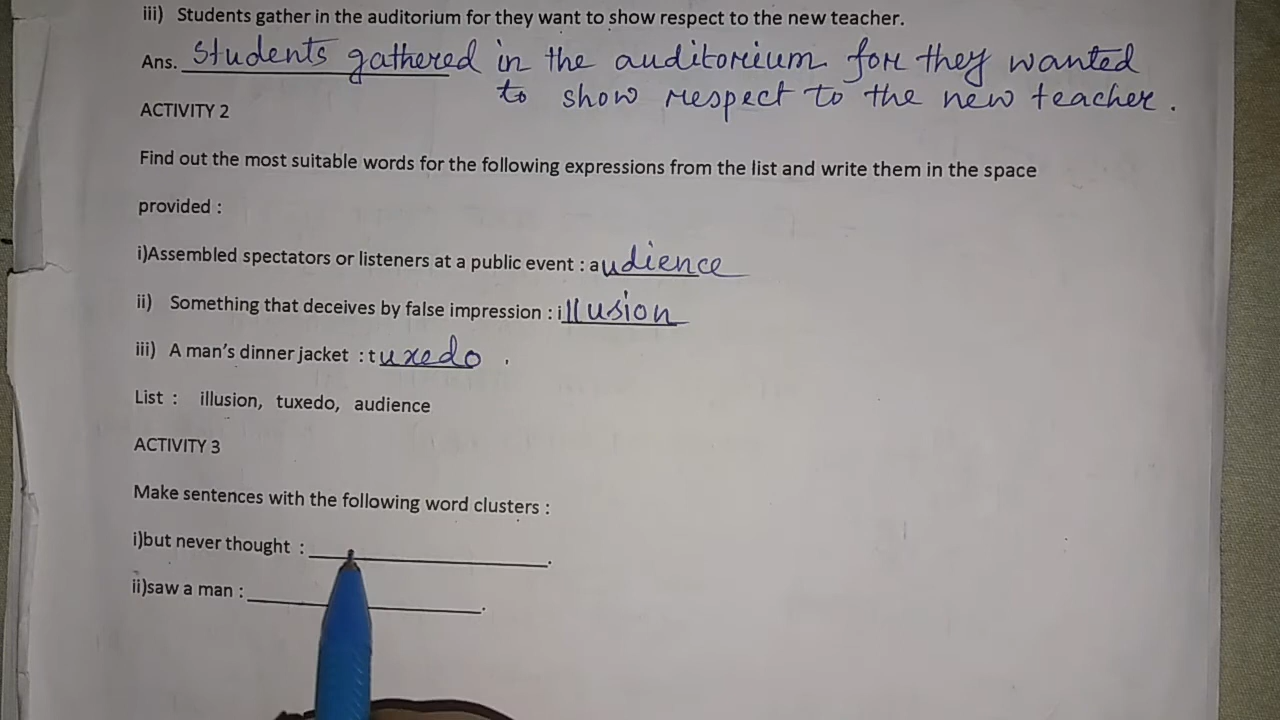 iii) Students gather in the auditorium for they want to show respect to the new teacher.
Ans. Students gathered in the auditorium for they wanted
to show respect to the new teacher.
ACTIVITY 2
Find out the most suitable words for the following expressions from the list and write them in the space
provided :
i)Assembled spectators or listeners at a public event : audience
ii) Something that deceives by false impression : illusion
iii) A man's dinner jacket : tuxedo .
List : illusion, tuxedo, audience
ACTIVITY 3
Make sentences with the following word clusters :
i)but never thought : ____________________.
ii)saw a man : ____________________.